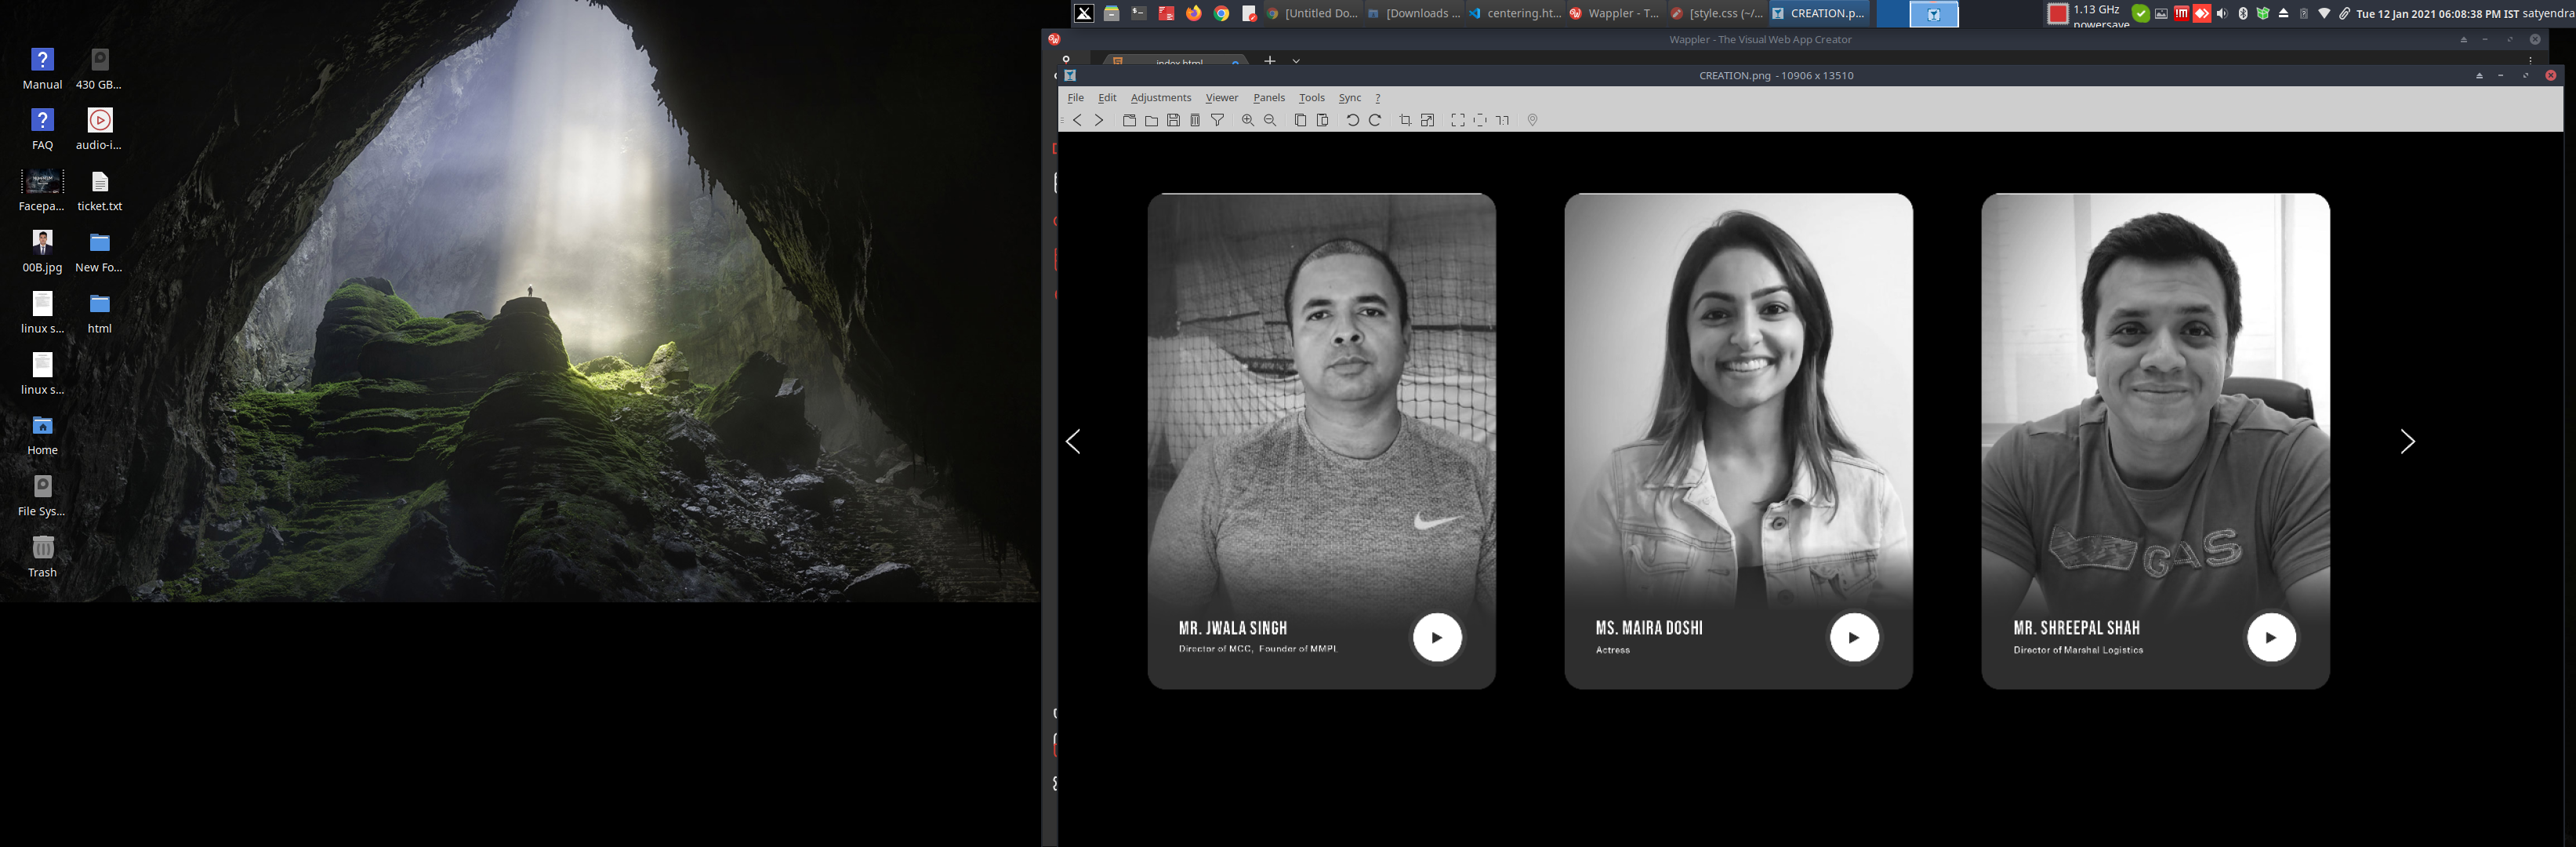 Manual
430 GB...
FAQ
audio-i...
Facepa...
ticket.txt
00B.jpg
New Fo...
linux s...
html
linux s...
Home
File Sys...
Trash
[Untitled Do...
[Downloads ...
centering.ht...
Wappler - T...
[style.css (~/...
CREATION.p...
1.13 GHz
powersave
Tue 12 Jan 2021 06:08:38 PM IST
satyendra
Wappler - The Visual Web App Creator
index.html
CREATION.png - 10906 x 13510
File Edit Adjustments Viewer Panels Tools Sync ?
GAS
MR. JWALA SINGH
Director of MCC, Founder of MMPL
MS. MAIRA DOSHI
Actress
MR. SHREEPAL SHAH
Director of Marshal Logistics